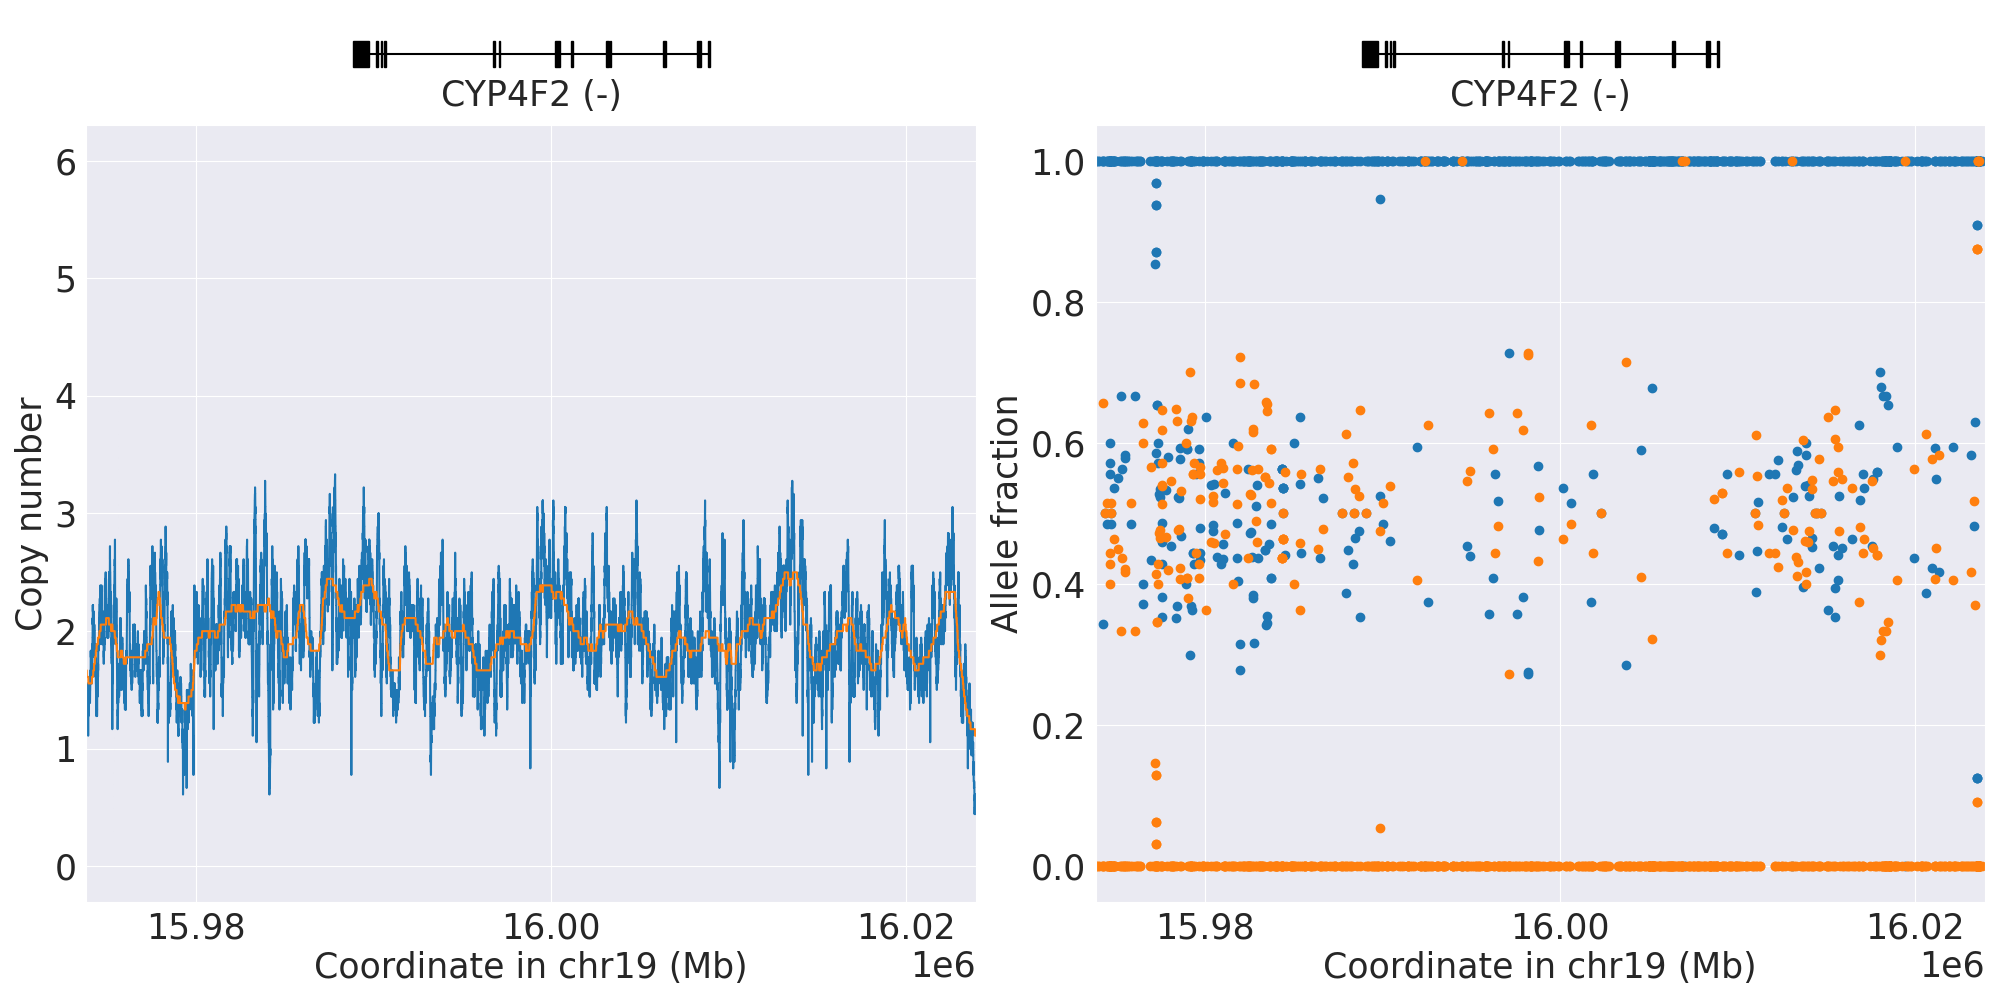 CYP4F2 (-)
Copy number
6
5
4
3
2
1
0
15.98
16.00
16.02
Coordinate in chr19 (Mb)
1e6
CYP4F2 (-)
Allele fraction
1.0
0.8
0.6
0.4
0.2
0.0
15.98
16.00
16.02
Coordinate in chr19 (Mb)
1e6